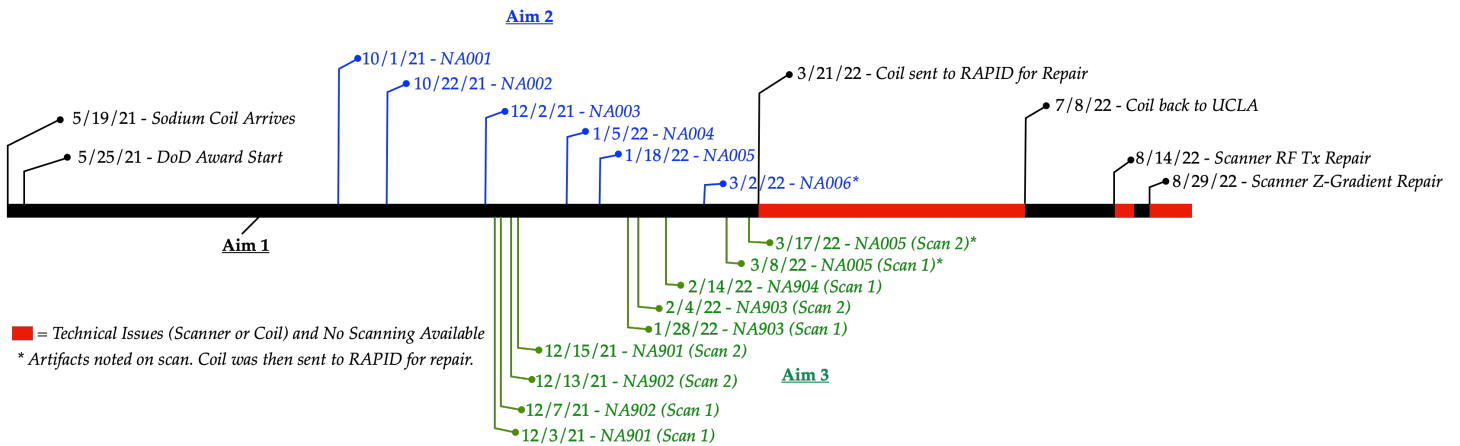 Aim 2
10/1/21 - NA001
10/22/21 - NA002
12/2/21 - NA003
1/5/22 - NA004
1/18/22 - NA005
3/2/22 - NA006*
5/19/21 - Sodium Coil Arrives
5/25/21 - DoD Award Start
3/21/22 - Coil sent to RAPID for Repair
7/8/22 - Coil back to UCLA
8/14/22 - Scanner RF Tx Repair
8/29/22 - Scanner Z-Gradient Repair
Aim 1
3/17/22 - NA005 (Scan 2)*
3/8/22 - NA005 (Scan 1)*
2/14/22 - NA904 (Scan 1)
2/4/22 - NA903 (Scan 2)
1/28/22 - NA903 (Scan 1)
12/15/21 - NA901 (Scan 2)
12/13/21 - NA902 (Scan 2)
12/7/21 - NA902 (Scan 1)
12/3/21 - NA901 (Scan 1)
Aim 3
= Technical Issues (Scanner or Coil) and No Scanning Available
* Artifacts noted on scan. Coil was then sent to RAPID for repair.